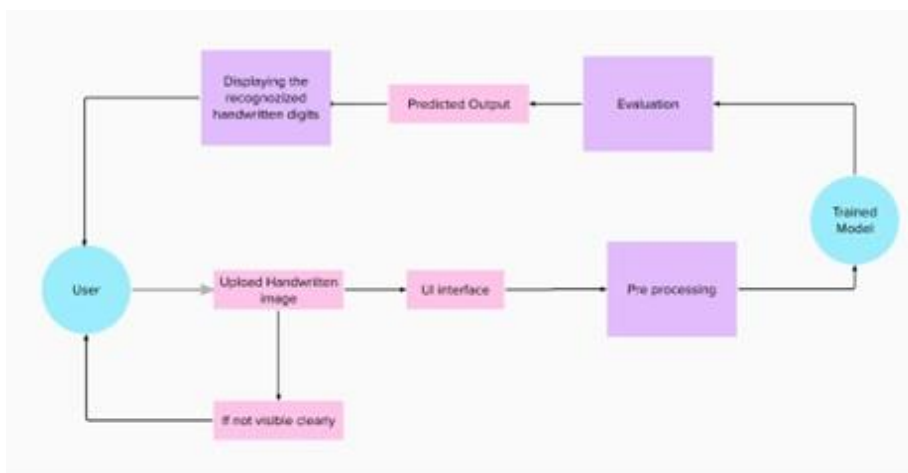 Displaying the
recognozized
handwritten digits
Predicted Output
Evaluation
Trained
Model
User
Upload Handwritten
image
UI interface
Pre processing
If not visible clearly